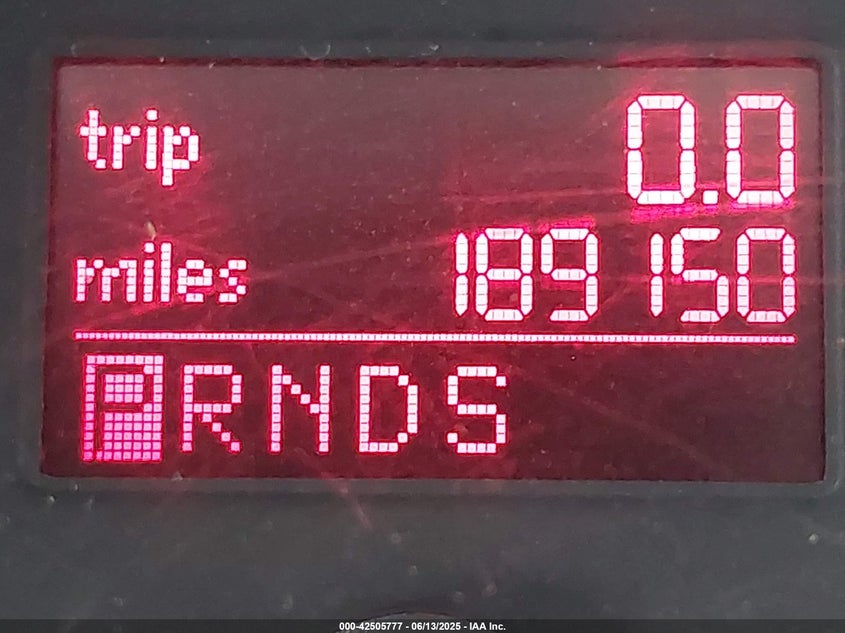 trip 0.0
miles 189150
PRNDS
000-42505777 - 06/13/2025 - IAA Inc.